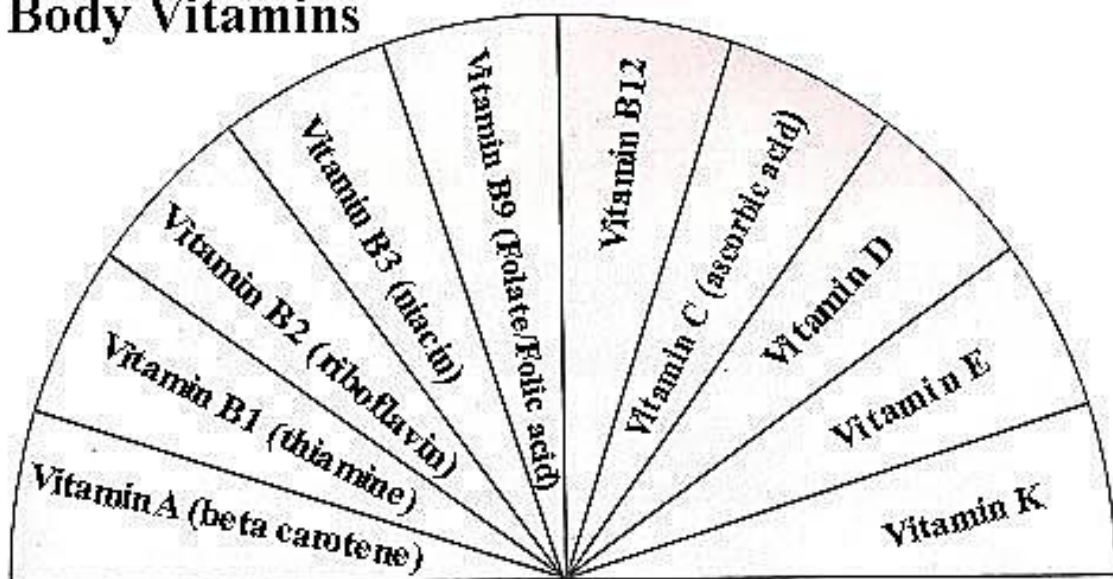 Body Vitamins
Vitamin A (beta carotene)
Vitamin B1 (thiamine)
Vitamin B2 (riboflavin)
Vitamin B3 (niacin)
Vitamin B9 (Folate/Folic acid)
Vitamin B12
Vitamin C (ascorbic acid)
Vitamin D
Vitamin E
Vitamin K